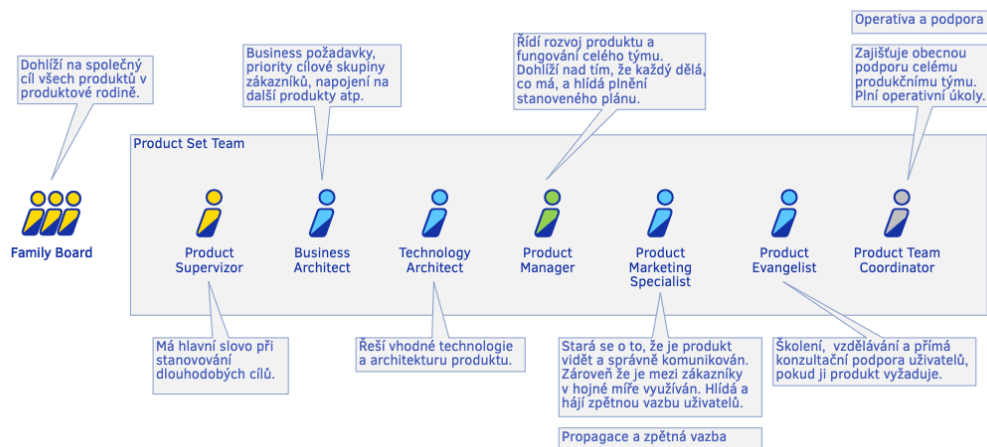 Operativa a podpora
Dohlíží na společný
cíl všech produktů v
produktové rodině.
Business požadavky,
priority cílové skupiny
zákazníků, napojení na
další produkty atp.
Řídí rozvoj produktu a
fungování celého týmu.
Dohlíží nad tím, že každý dělá,
co má, a hlídá plnění
stanoveného plánu.
Zajišťuje obecnou
podporu celému
produkčnímu týmu.
Plní operativní úkoly.
Product Set Team
Family Board
Product
Supervizor
Business
Architect
Technology
Architect
Product
Manager
Product
Marketing
Specialist
Product
Evangelist
Product Team
Coordinator
Má hlavní slovo při
stanovování
dlouhodobých cílů.
Řeší vhodné technologie
a architekturu produktu.
Stará se o to, že je produkt
vidět a správně komunikován.
Zároveň že je mezi zákazníky
v hojné míře využíván. Hlídá a
hájí zpětnou vazbu uživatelů.
Školení,  vzdělávání a přímá
konzultační podpora uživatelů,
pokud ji produkt vyžaduje.
Propagace a zpětná vazba